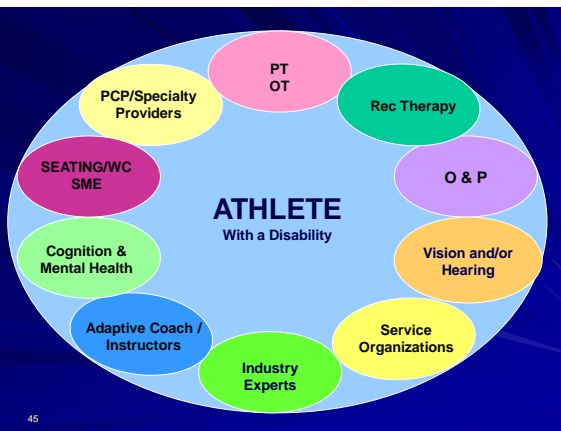 PT
OT
PCP/Specialty
Providers
Rec Therapy
SEATING/WC
SME
O & P
ATHLETE
With a Disability
Cognition &
Mental Health
Vision and/or
Hearing
Adaptive Coach /
Instructors
Service
Organizations
Industry
Experts
45